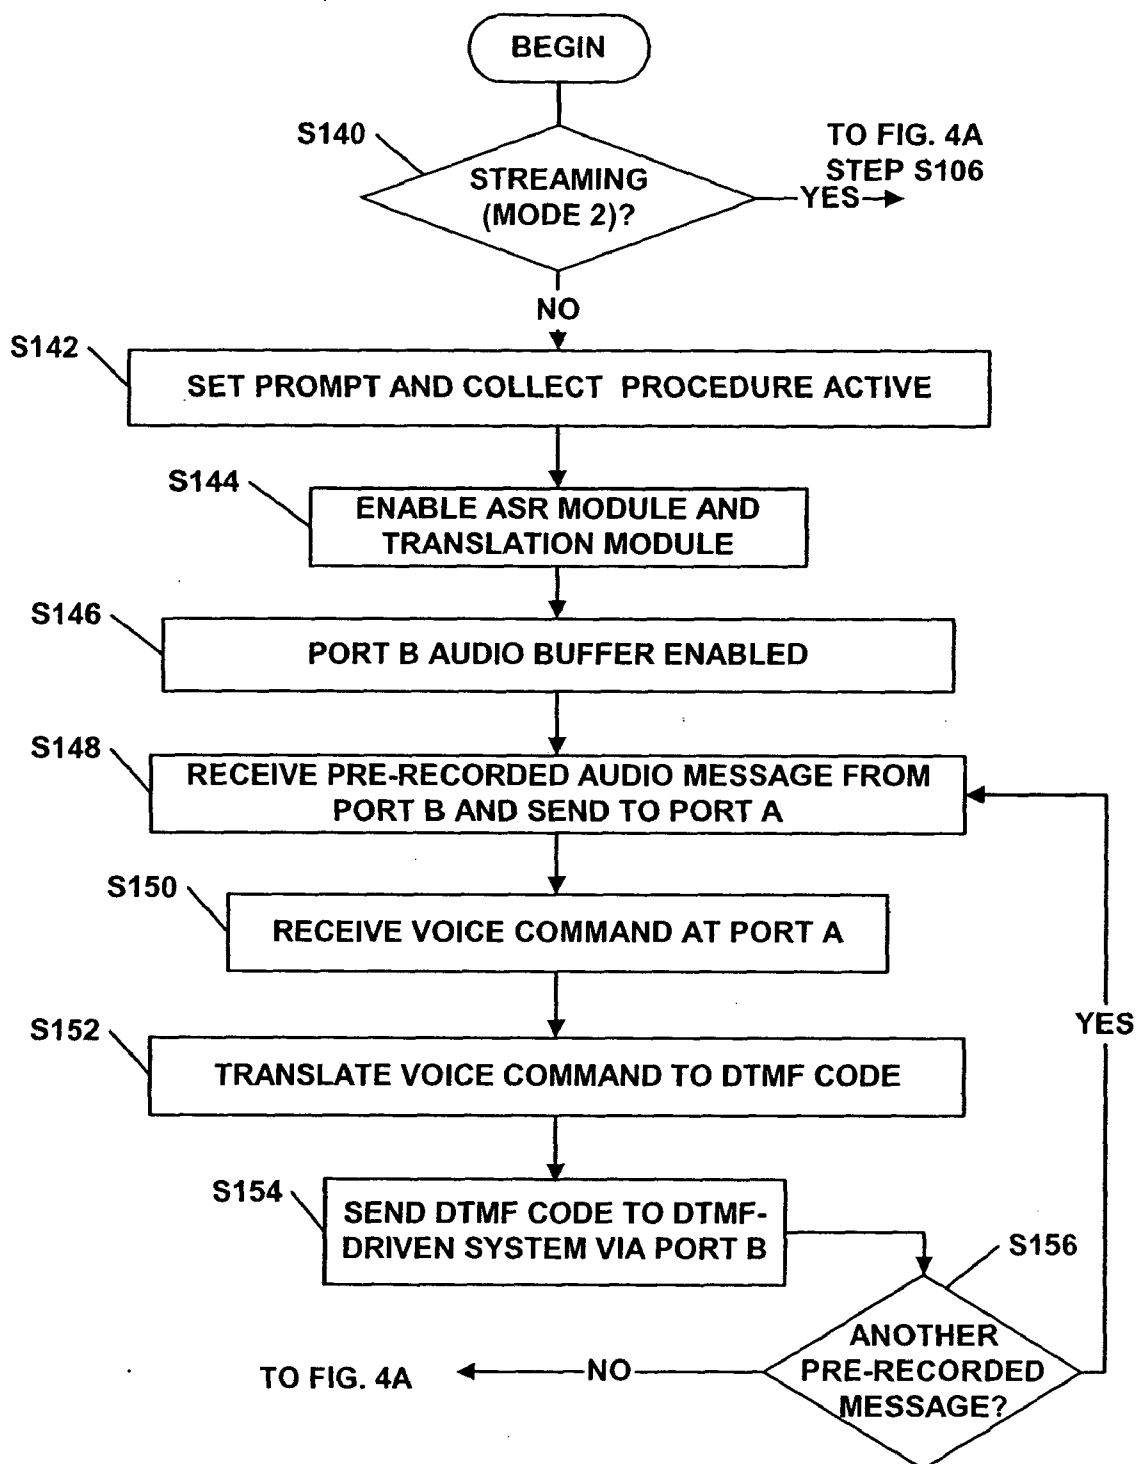 BEGIN
S140
STREAMING
(MODE 2)?
YES
TO FIG. 4A
STEP S106
NO
S142
SET PROMPT AND COLLECT PROCEDURE ACTIVE
S144
ENABLE ASR MODULE AND
TRANSLATION MODULE
S146
PORT B AUDIO BUFFER ENABLED
S148
RECEIVE PRE-RECORDED AUDIO MESSAGE FROM
PORT B AND SEND TO PORT A
S150
RECEIVE VOICE COMMAND AT PORT A
S152
TRANSLATE VOICE COMMAND TO DTMF CODE
S154
SEND DTMF CODE TO DTMF-
DRIVEN SYSTEM VIA PORT B
S156
ANOTHER
PRE-RECORDED
MESSAGE?
YES
NO
TO FIG. 4A